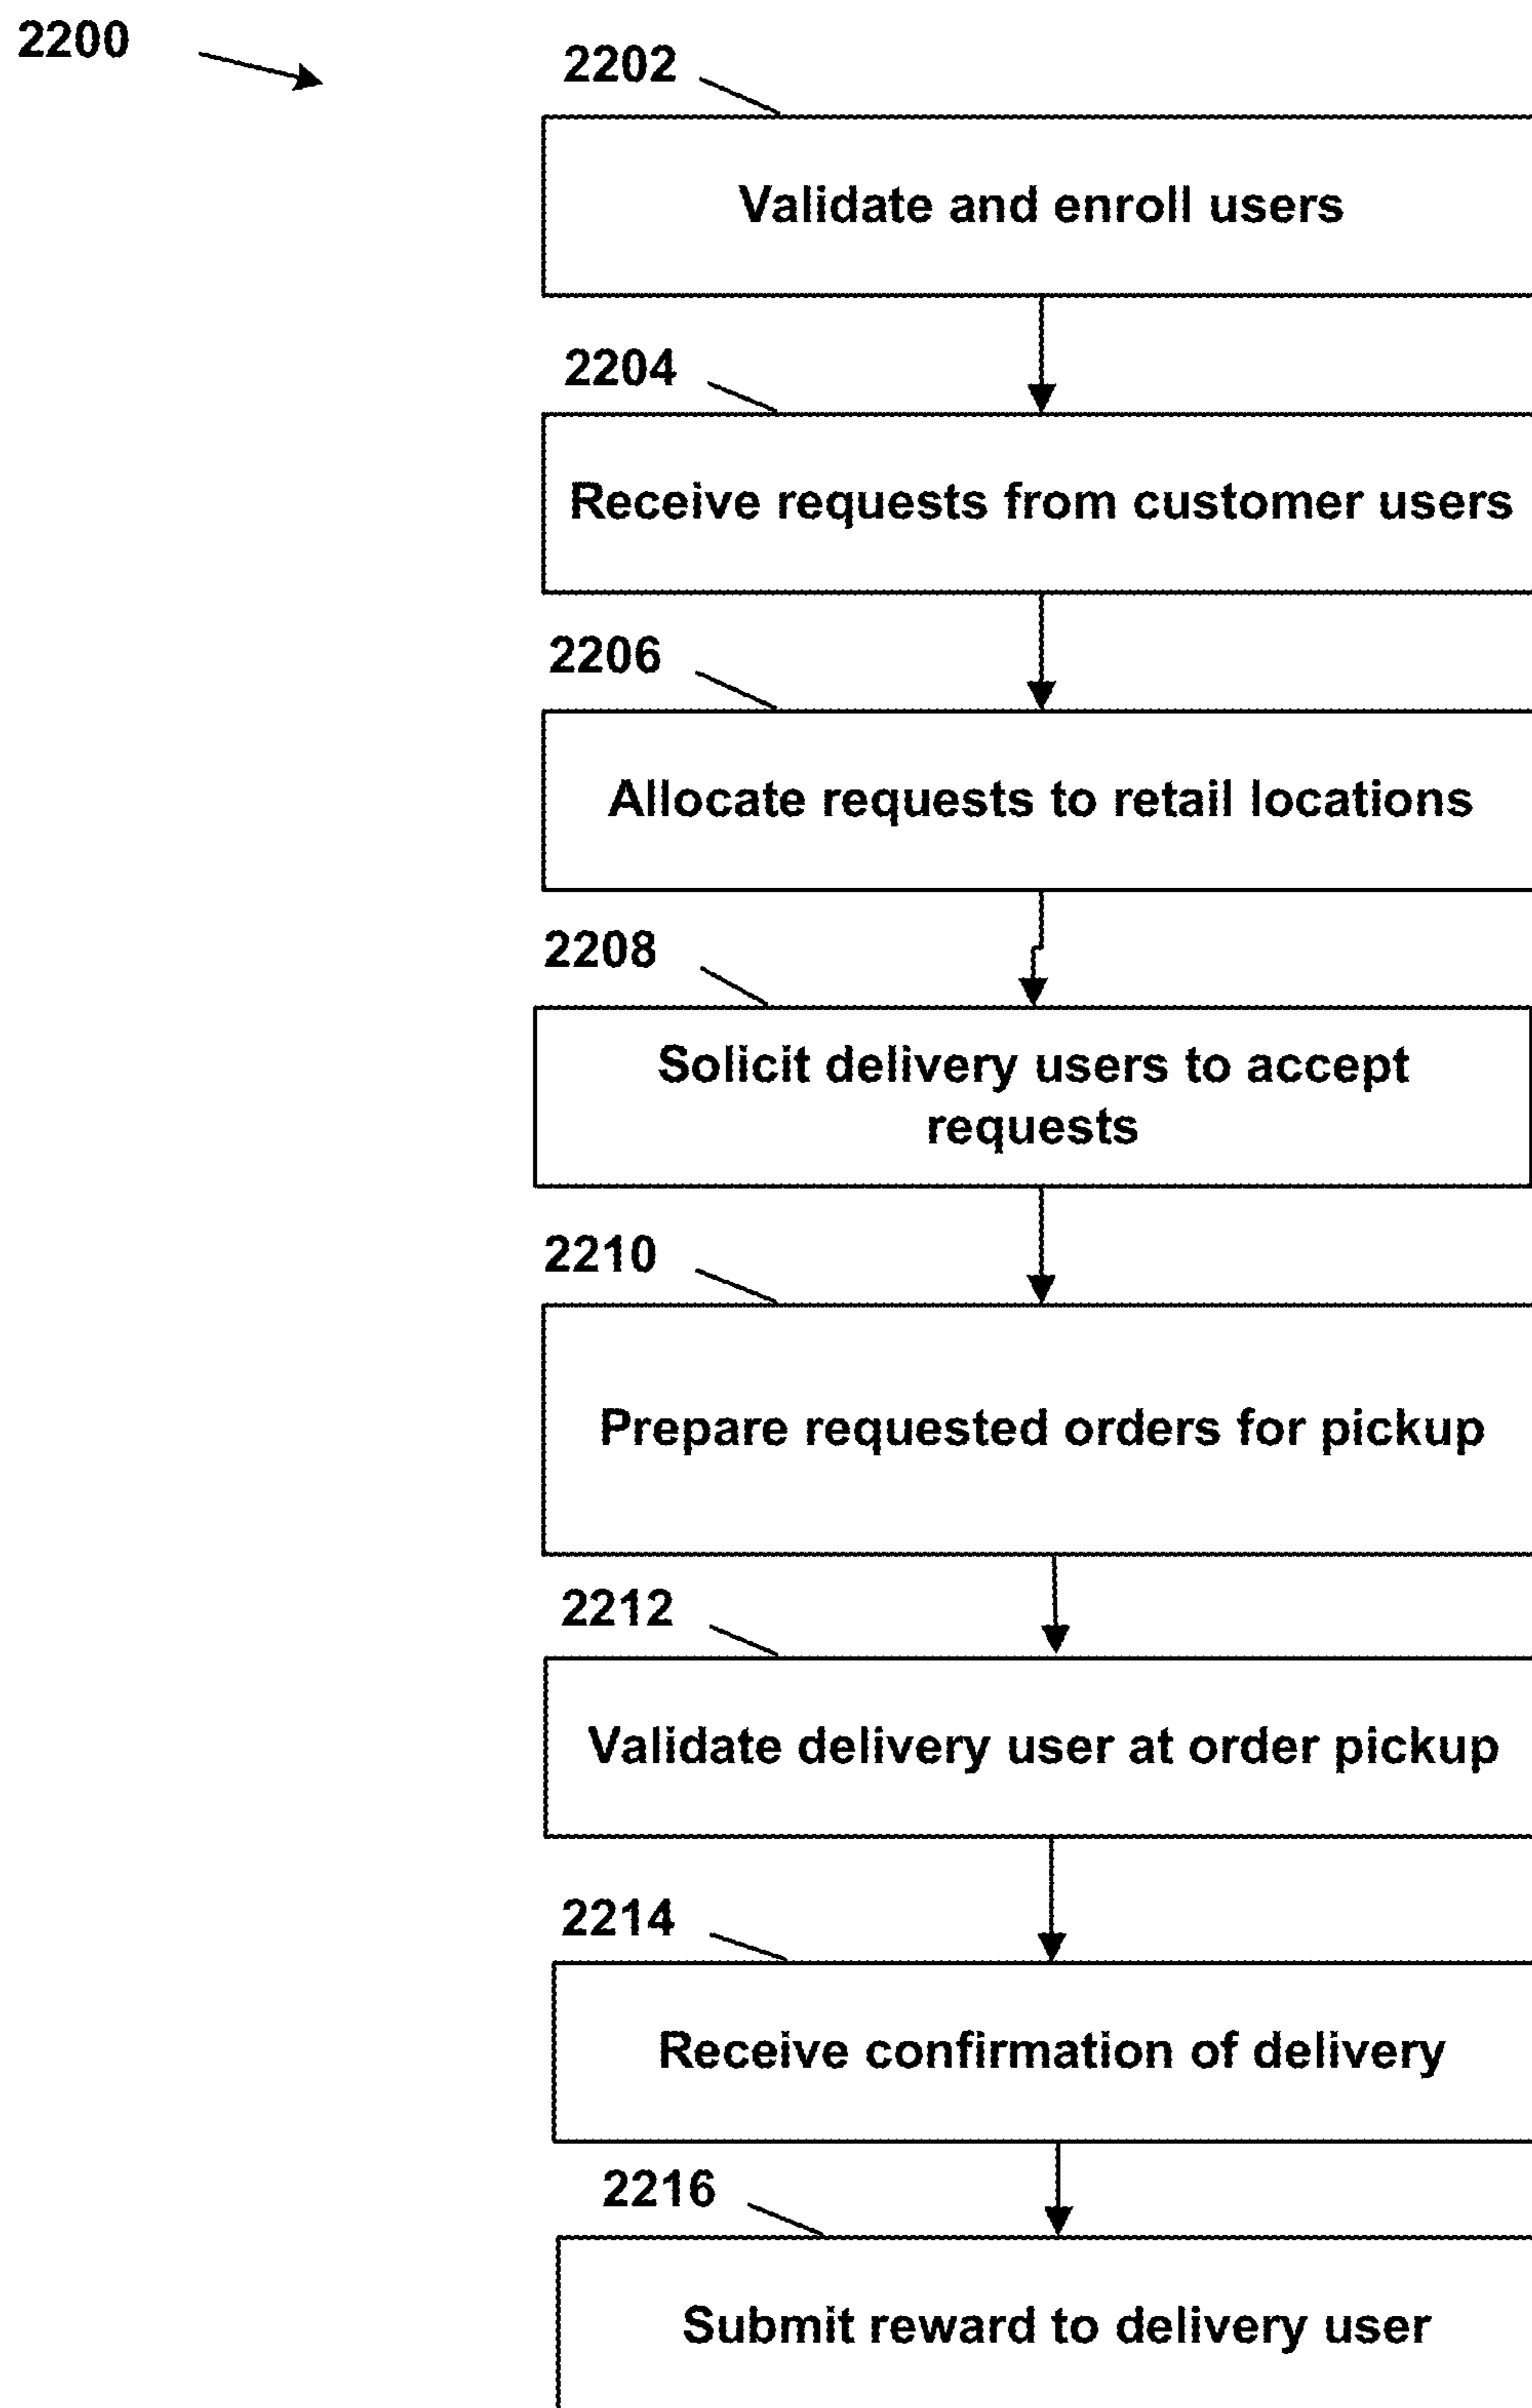 2200
2202
Validate and enroll users
2204
Receive requests from customer users
2206
Allocate requests to retail locations
2208
Solicit delivery users to accept
requests
2210
Prepare requested orders for pickup
2212
Validate delivery user at order pickup
2214
Receive confirmation of delivery
2216
Submit reward to delivery user